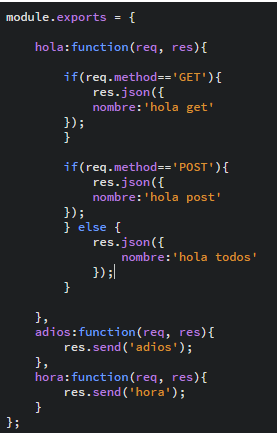 module.exports = {
hola:function(req, res){
if(req.method=='GET'){
res.json({
nombre:'hola get'
});
}
if(req.method=='POST'){
res.json({
nombre:'hola post'
});
} else {
res.json({
nombre:'hola todos'
});
}
},
adios:function(req, res){
res.send('adios');
},
hora:function(req, res){
res.send('hora');
}
};